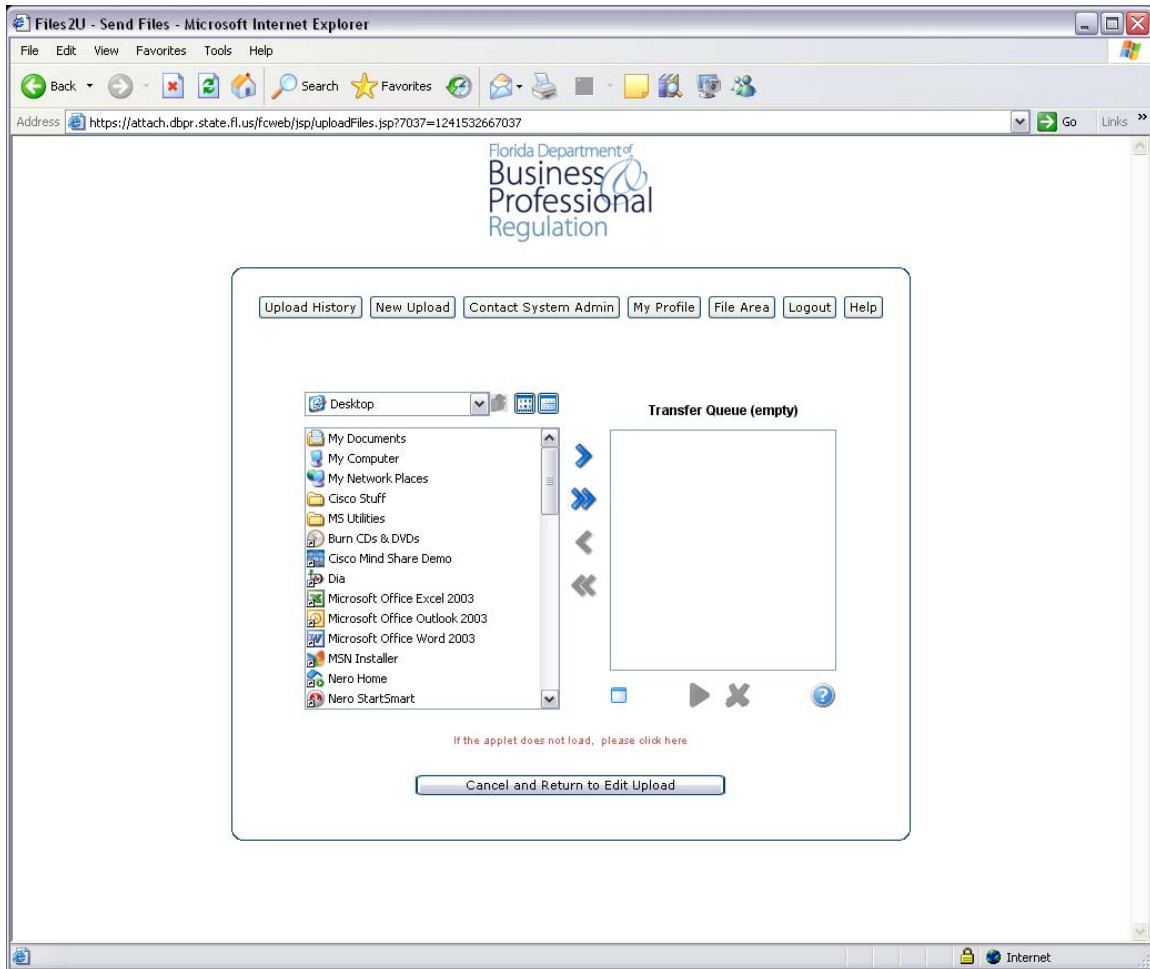 Files2U - Send Files - Microsoft Internet Explorer
File Edit View Favorites Tools Help
Back Search Favorites
Address https://attach.dbpr.state.fl.us/fcweb/jsp/uploadFiles.jsp?7037=1241532667037 Go Links »
Florida Department of
Business &
Professional
Regulation
Upload History New Upload Contact System Admin My Profile File Area Logout Help
Desktop
Transfer Queue (empty)
My Documents
My Computer
My Network Places
Cisco Stuff
MS Utilities
Burn CDs & DVDs
Cisco Mind Share Demo
Dia
Microsoft Office Excel 2003
Microsoft Office Outlook 2003
Microsoft Office Word 2003
MSN Installer
Nero Home
Nero StartSmart
If the applet does not load, please click here
Cancel and Return to Edit Upload
Internet